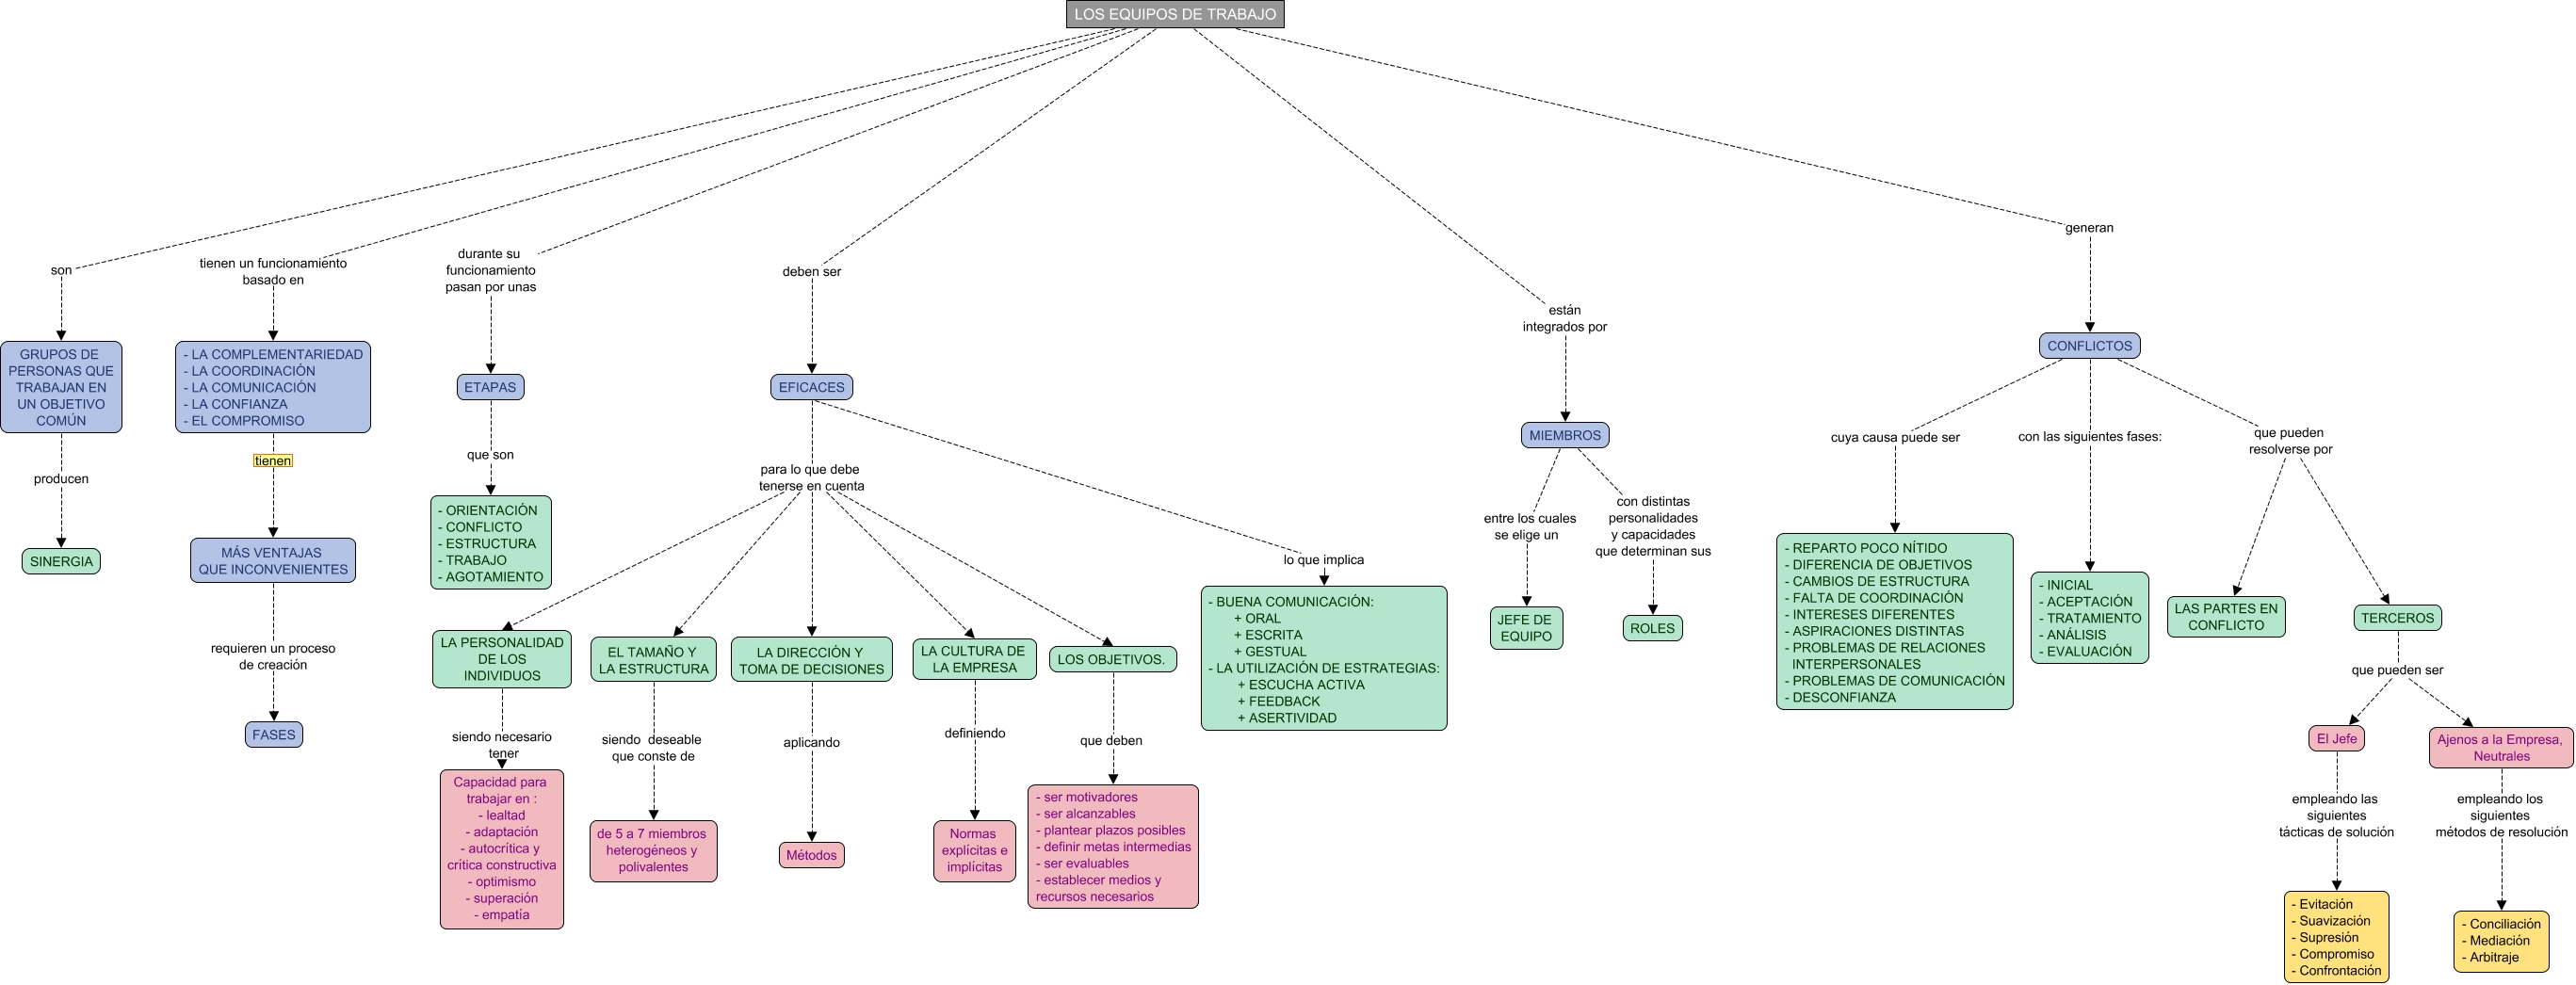 LOS EQUIPOS DE TRABAJO
son
GRUPOS DE
PERSONAS QUE
TRABAJAN EN
UN OBJETIVO
COMÚN
producen
SINERGIA
tienen un funcionamiento
basado en
- LA COMPLEMENTARIEDAD
- LA COORDINACIÓN
- LA COMUNICACIÓN
- LA CONFIANZA
- EL COMPROMISO
tienen
MÁS VENTAJAS
QUE INCONVENIENTES
requieren un proceso
de creación
FASES
durante su
funcionamiento
pasan por unas
ETAPAS
que son
- ORIENTACIÓN
- CONFLICTO
- ESTRUCTURA
- TRABAJO
- AGOTAMIENTO
deben ser
EFICACES
para lo que debe
tenerse en cuenta
LA PERSONALIDAD
DE LOS
INDIVIDUOS
siendo necesario
tener
Capacidad para
trabajar en :
- lealtad
- adaptación
- autocrítica y
crítica constructiva
- optimismo
- superación
- empatía
EL TAMAÑO Y
LA ESTRUCTURA
siendo  deseable
que conste de
de 5 a 7 miembros
heterogéneos y
polivalentes
LA DIRECCIÓN Y
TOMA DE DECISIONES
aplicando
Métodos
LA CULTURA DE
LA EMPRESA
definiendo
Normas
explícitas e
implícitas
LOS OBJETIVOS.
que deben
- ser motivadores
- ser alcanzables
- plantear plazos posibles
- definir metas intermedias
- ser evaluables
- establecer medios y
recursos necesarios
lo que implica
- BUENA COMUNICACIÓN:
+ ORAL
+ ESCRITA
+ GESTUAL
- LA UTILIZACIÓN DE ESTRATEGIAS:
+ ESCUCHA ACTIVA
+ FEEDBACK
+ ASERTIVIDAD
están
integrados por
MIEMBROS
entre los cuales
se elige un
JEFE DE
EQUIPO
con distintas
personalidades
y capacidades
que determinan sus
ROLES
generan
CONFLICTOS
cuya causa puede ser
- REPARTO POCO NÍTIDO
- DIFERENCIA DE OBJETIVOS
- CAMBIOS DE ESTRUCTURA
- FALTA DE COORDINACIÓN
- INTERESES DIFERENTES
- ASPIRACIONES DISTINTAS
- PROBLEMAS DE RELACIONES
INTERPERSONALES
- PROBLEMAS DE COMUNICACIÓN
- DESCONFIANZA
con las siguientes fases:
- INICIAL
- ACEPTACIÓN
- TRATAMIENTO
- ANÁLISIS
- EVALUACIÓN
que pueden
resolverse por
LAS PARTES EN
CONFLICTO
TERCEROS
que pueden ser
El Jefe
empleando las
siguientes
tácticas de solución
- Evitación
- Suavización
- Supresión
- Compromiso
- Confrontación
Ajenos a la Empresa,
Neutrales
empleando los
siguientes
métodos de resolución
- Conciliación
- Mediación
- Arbitraje